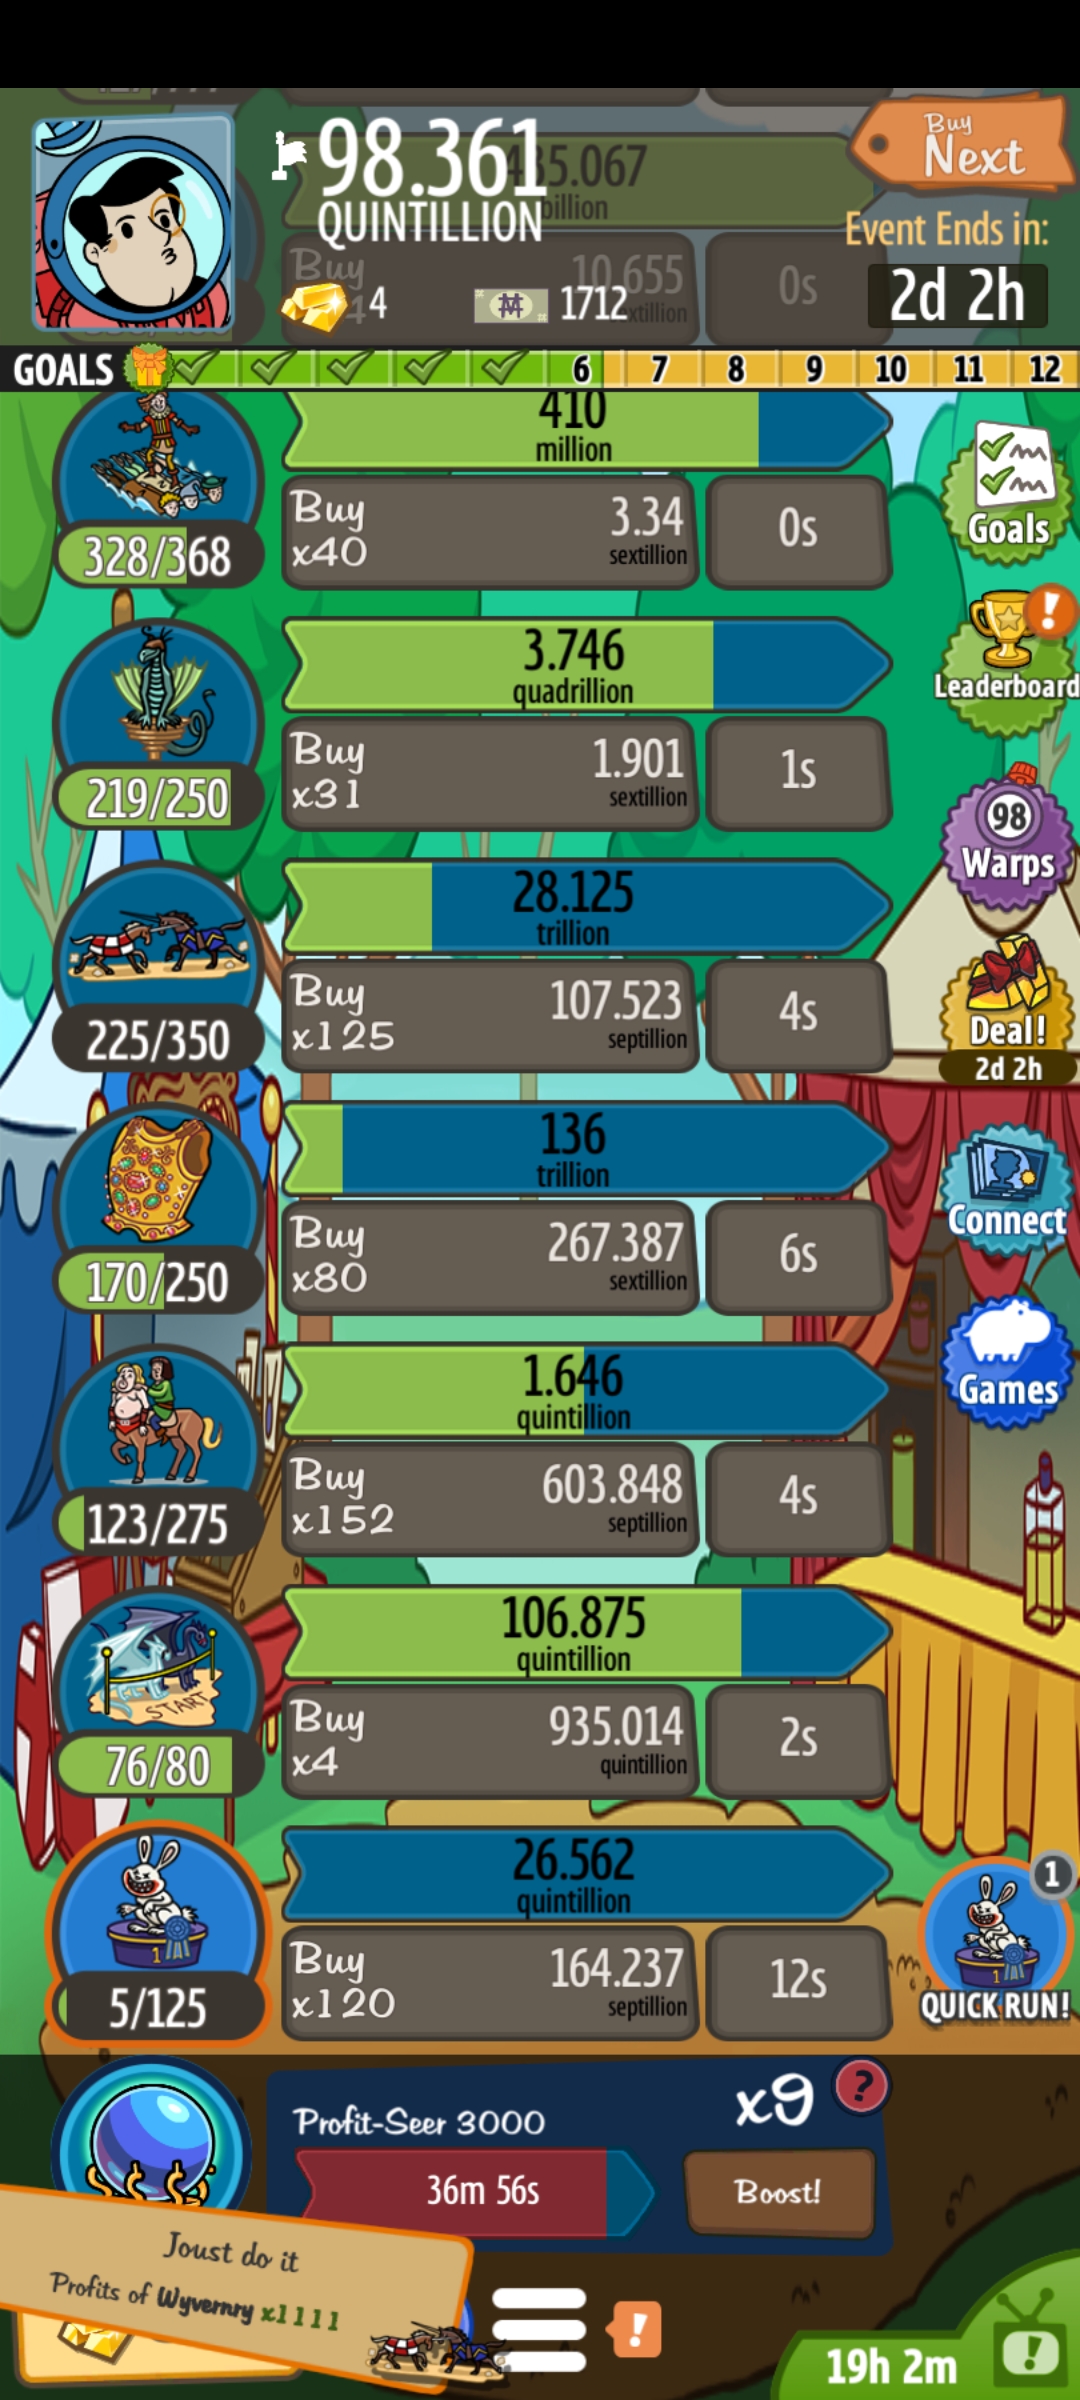 98.361
QUINTILLION
Buy
Next
Event Ends in:
2d 2h
35.067
billion
Buy
10.655
0s
4
1712
GOALS 6 7 8 9 10 11 12
410
million
328/368
Buy
x40
3.34
sextillion
0s
Goals
3.746
quadrillion
219/250
Buy
x31
1.901
sextillion
1s
Leaderboard
98
Warps
28.125
trillion
225/350
Buy
x125
107.523
septillion
4s
Deal!
2d 2h
136
trillion
170/250
Buy
x80
267.387
sextillion
6s
Connect
1.646
quintillion
123/275
Buy
x152
603.848
septillion
4s
Games
106.875
quintillion
START
76/80
Buy
x4
935.014
quintillion
2s
26.562
quintillion
1
5/125
Buy
x120
164.237
septillion
12s
1
1
QUICK RUN!
Profit-Seer 3000
x9
?
36m 56s
Boost!
Joust do it
Profits of Wyvernry x1111
!
19h 2m
!